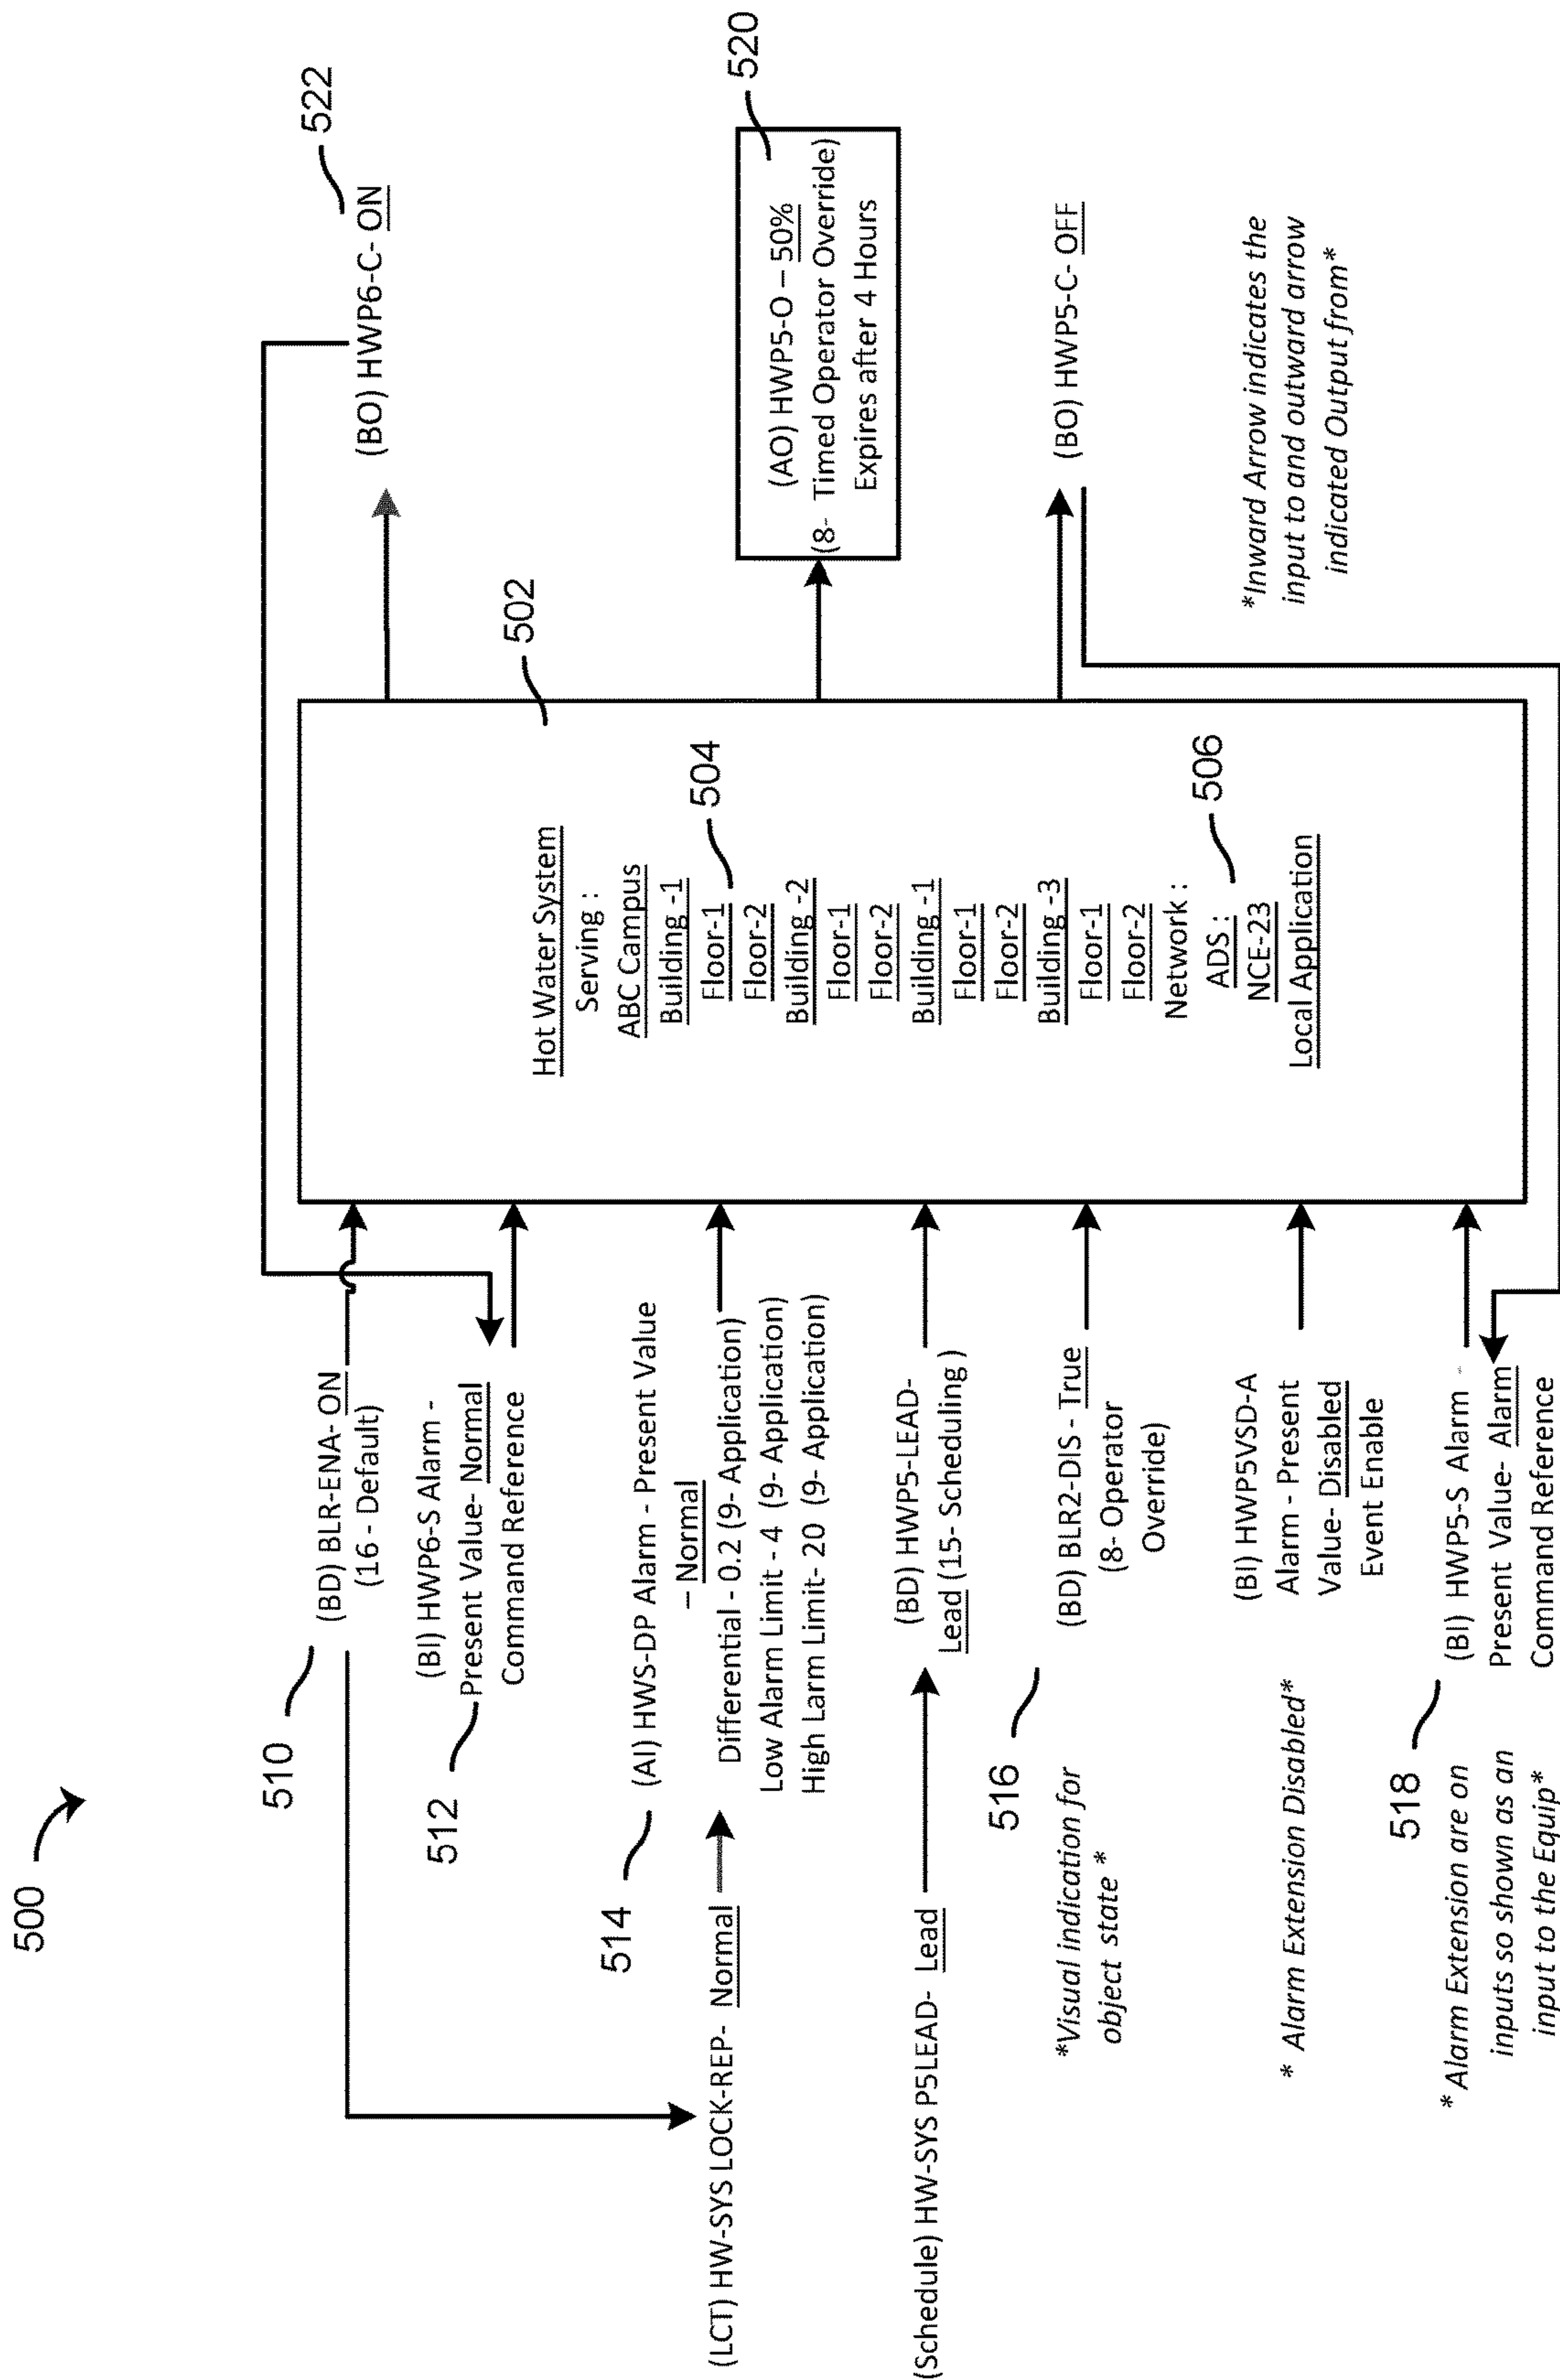 500
510
(BD) BLR-ENA- ON
(16 - Default)
512
(BI) HWP6-S Alarm -
Present Value- Normal
Command Reference
514
(AI) HWS-DP Alarm - Present Value
– Normal
Differential - 0.2 (9- Application)
Low Alarm Limit - 4 (9- Application)
High Larm Limit- 20 (9- Application)
(LCT) HW-SYS LOCK-REP- Normal
(Schedule) HW-SYS P5LEAD- Lead
(BD) HWP5-LEAD-
Lead (15- Scheduling )
516
(BD) BLR2-DIS - True
(8- Operator
Override)
*Visual indication for
object state *
(BI) HWP5VSD-A
Alarm - Present
Value- Disabled
Event Enable
* Alarm Extension Disabled*
518
(BI) HWP5-S Alarm -
Present Value- Alarm
Command Reference
* Alarm Extension are on
inputs so shown as an
input to the Equip*
502
Hot Water System
Serving :
ABC Campus
Building -1
Floor-1
504
Floor-2
Building -2
Floor-1
Floor-2
Building -1
Floor-1
Floor-2
Building -3
Floor-1
Floor-2
Network :
ADS :
506
NCE-23
Local Application
522
(BO) HWP6-C- ON
520
(AO) HWP5-O – 50%
(8- Timed Operator Override)
Expires after 4 Hours
(BO) HWP5-C- OFF
*Inward Arrow indicates the
input to and outward arrow
indicated Output from*